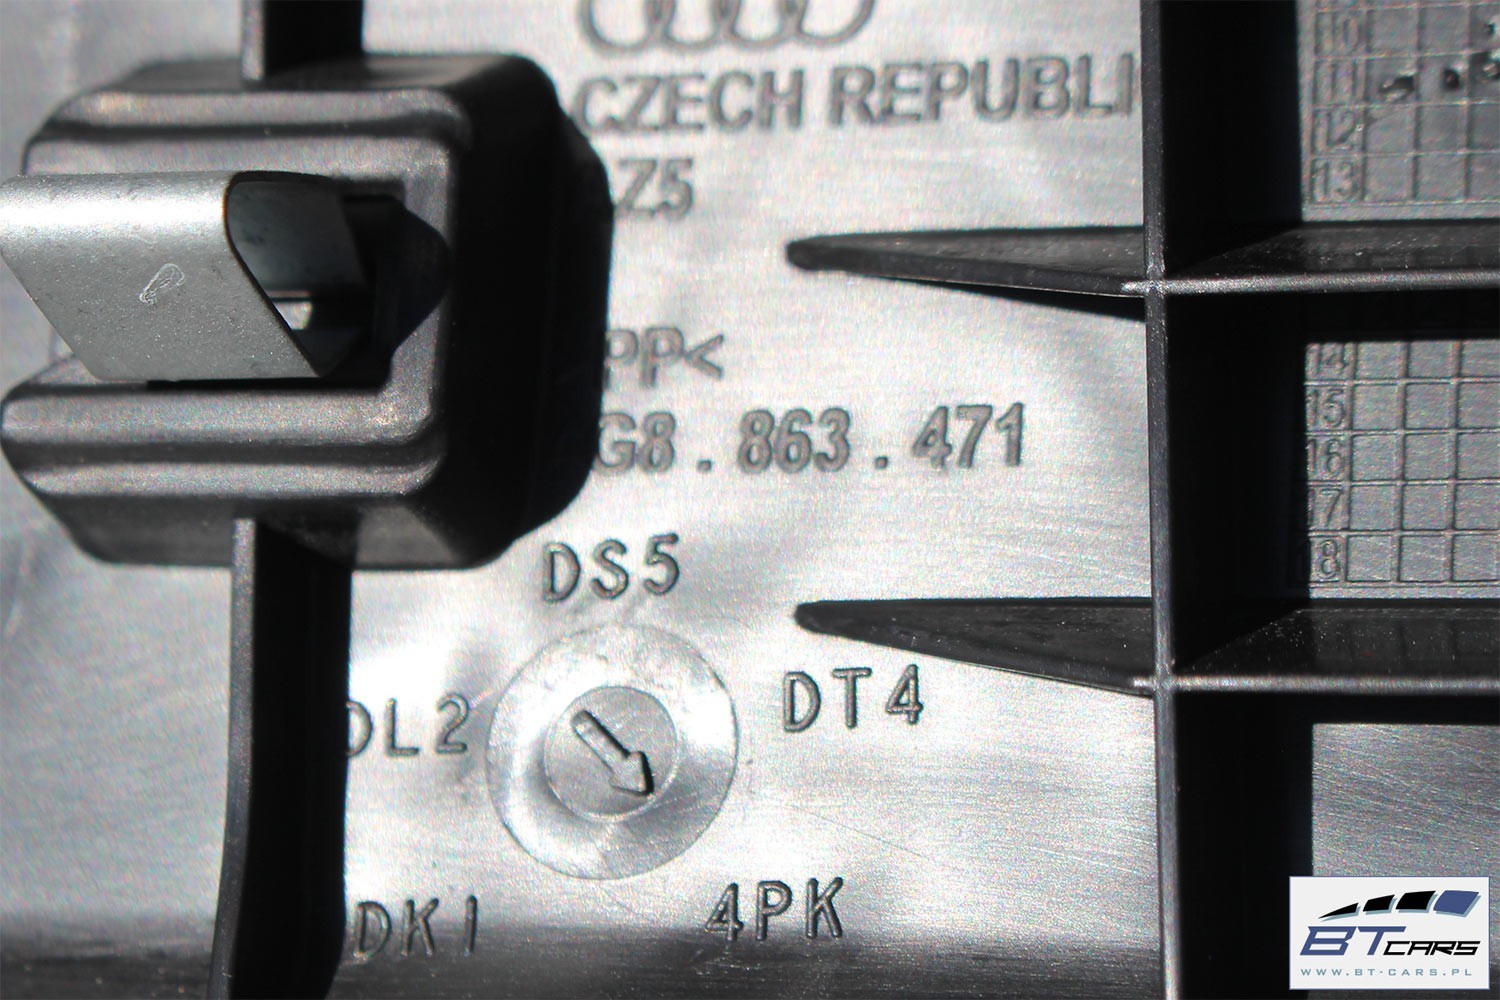 CZECH REPUBLI
Z5
PP<
G8 . 863 . 471
DS5
DL2
DT4
DK1
4PK
10
11
12
13
14
15
16
17
18
BT CARS
WWW.BT-CARS.PL